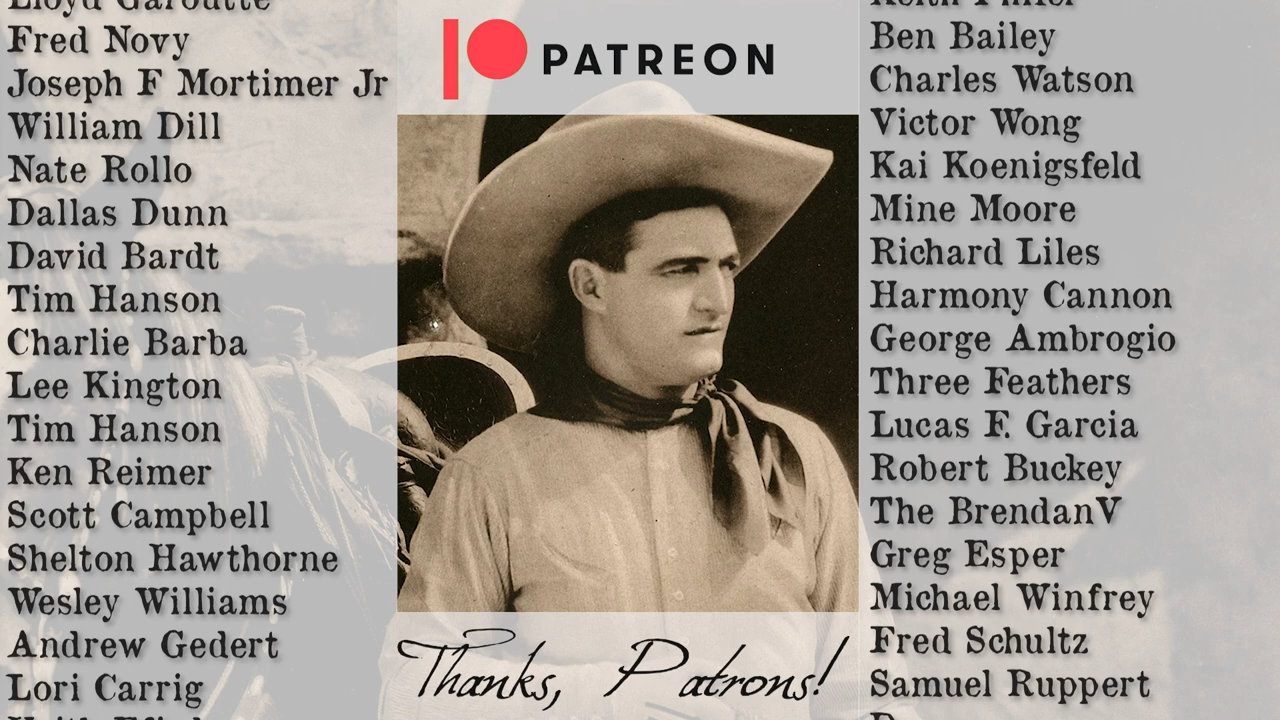 Lloyd Garoutte
Fred Novy
Joseph F Mortimer Jr
William Dill
Nate Rollo
Dallas Dunn
David Bardt
Tim Hanson
Charlie Barba
Lee Kington
Tim Hanson
Ken Reimer
Scott Campbell
Shelton Hawthorne
Wesley Williams
Andrew Gedert
Lori Carrig
PATREON
Thanks, Patrons!
Ben Bailey
Charles Watson
Victor Wong
Kai Koenigsfeld
Mine Moore
Richard Liles
Harmony Cannon
George Ambrogio
Three Feathers
Lucas F. Garcia
Robert Buckey
The BrendanV
Greg Esper
Michael Winfrey
Fred Schultz
Samuel Ruppert